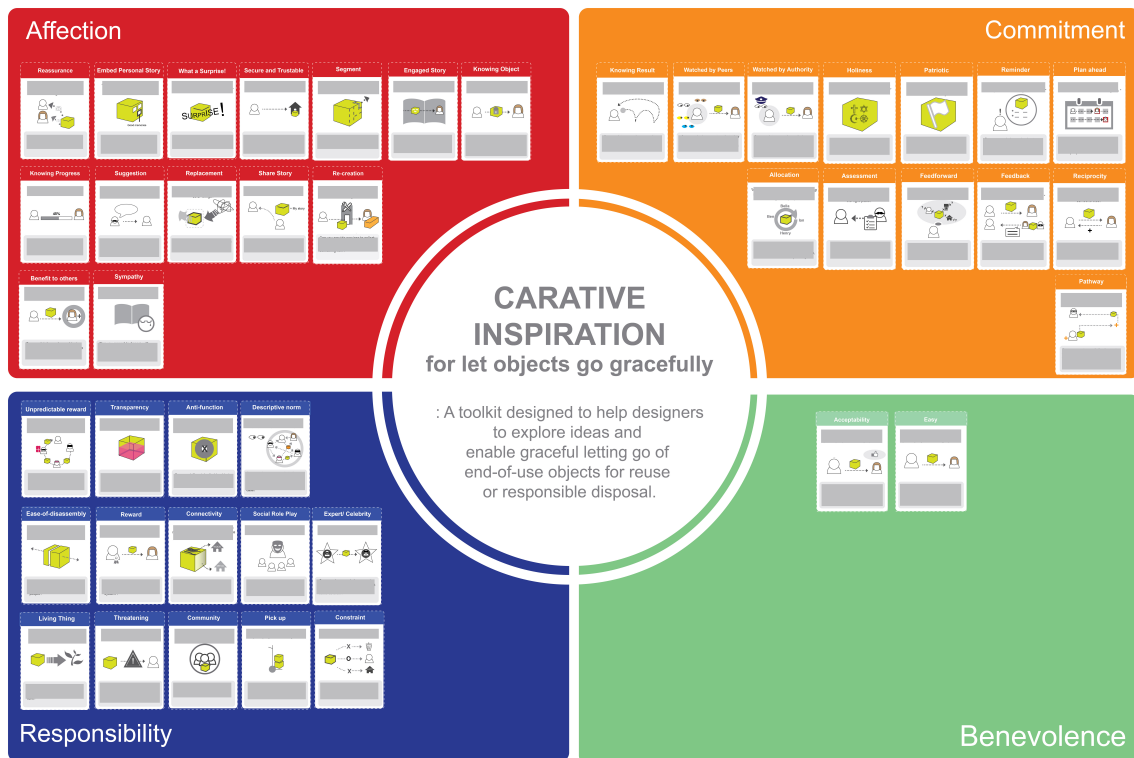 Affection
Commitment
Reassurance
Embed Personal Story
What a Surprise!
SURPRISE!
Secure and Trustable
Segment
Engaged Story
Knowing Object
Knowing Progress
Suggestion
Replacement
Share Story
Re-creation
Benefit to others
Sympathy
Knowing Result
Watched by Peers
Watched by Authority
Holiness
Patriotic
Reminder
Plan ahead
Allocation
Assessment
Feedforward
Feedback
Reciprocity
Pathway
CARATIVE
INSPIRATION
for let objects go gracefully
: A toolkit designed to help designers
to explore ideas and
enable graceful letting go of
end-of-use objects for reuse
or responsible disposal.
Unpredictable reward
Transparency
Anti-function
Descriptive norm
Ease-of-disassembly
Reward
Connectivity
Social Role Play
Expert/ Celebrity
Living Thing
Threatening
Community
Pick up
Constraint
X
O
X
Acceptability
Easy
Responsibility
Benevolence